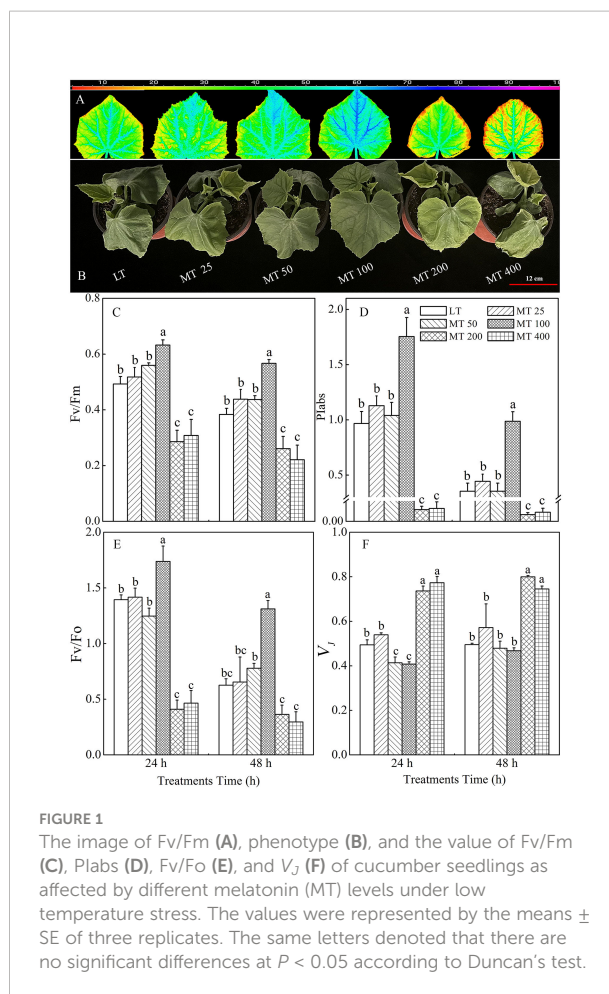 10 20 30 40 50 60 70 80 90 100
A
LT MT 25 MT 50 MT 100 MT 200 MT 400
B
12 cm
C
Fv/Fm
0.8
0.6
0.4
0.2
0.0
b b b a c c
b b b a c c
D
LT MT 25
MT 50 MT 100
MT 200 MT 400
PIabs
2.0
1.5
1.0
0.5
0.0
b b b a c c
b b b a c c
E
Fv/Fo
2.0
1.5
1.0
0.5
0.0
b b b a c c
bc bc b a c c
24 h 48 h
Treatments Time (h)
F
VJ
1.0
0.8
0.6
0.4
0.2
0.0
b b c c a a
b b b b a a
24 h 48 h
Treatments Time (h)
FIGURE 1
The image of Fv/Fm (A), phenotype (B), and the value of Fv/Fm
(C), PIabs (D), Fv/Fo (E), and VJ (F) of cucumber seedlings as
affected by different melatonin (MT) levels under low
temperature stress. The values were represented by the means ±
SE of three replicates. The same letters denoted that there are
no significant differences at P < 0.05 according to Duncan's test.